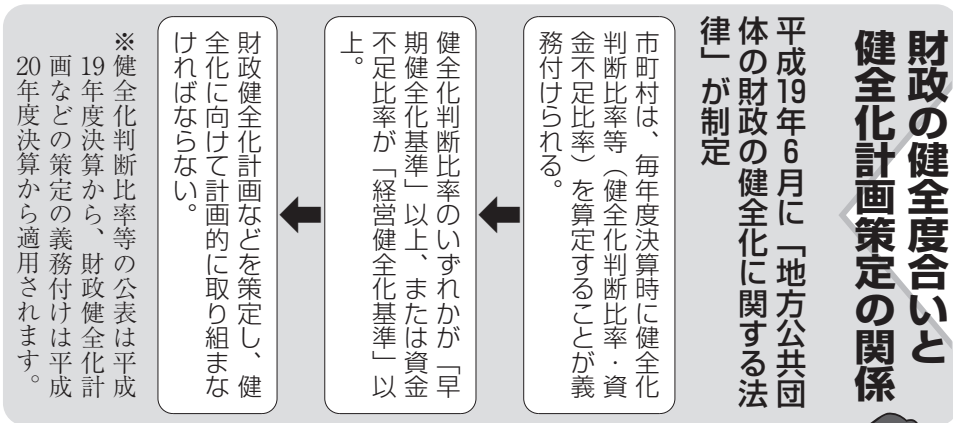 財政の健全度合いと
健全化計画策定の関係
平成19年6月に「地方公共団
体の財政の健全化に関する法
律」が制定
市町村は、毎年度決算時に健全化
判断比率等（健全化判断比率・資
金不足比率）を算定することが義
務付けられる。
健全化判断比率のいずれかが「早
期健全化基準」以上、または資金
不足比率が「経営健全化基準」以
上。
財政健全化計画などを策定し、健
全化に向けて計画的に取り組まな
ければならない。
※健全化判断比率等の公表は平成
19年度決算から、財政健全化計
画などの策定の義務付けは平成
20年度決算から適用されます。